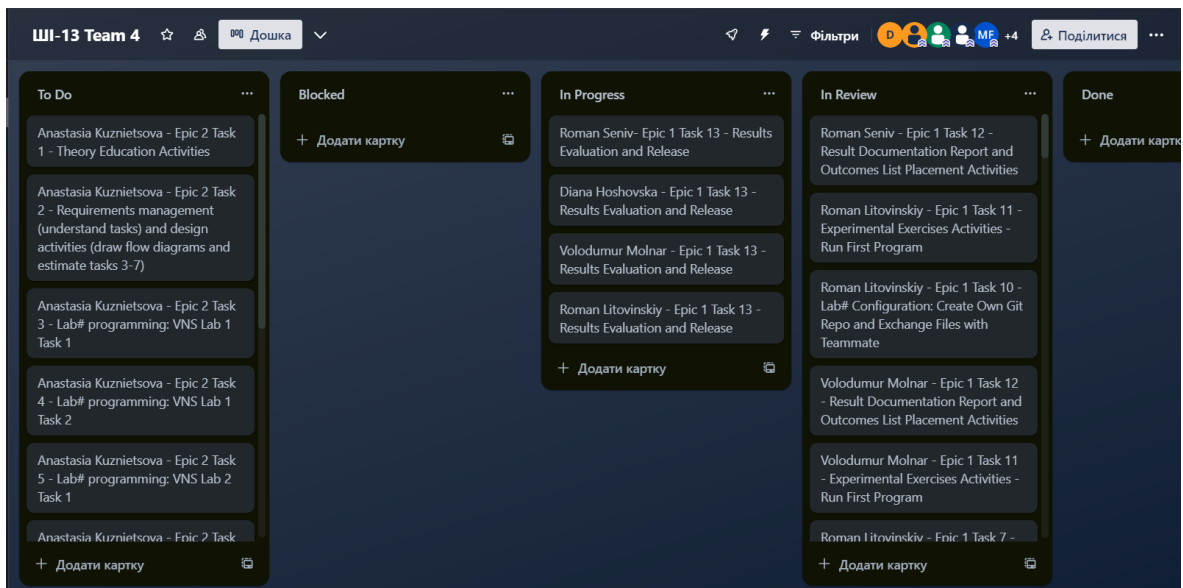 ШІ-13 Team 4
Дошка
Фільтри
D
MF
+4
Поділитися
To Do
Anastasia Kuznietsova - Epic 2 Task
1 - Theory Education Activities
Anastasia Kuznietsova - Epic 2 Task
2 - Requirements management
(understand tasks) and design
activities (draw flow diagrams and
estimate tasks 3-7)
Anastasia Kuznietsova - Epic 2 Task
3 - Lab# programming: VNS Lab 1
Task 1
Anastasia Kuznietsova - Epic 2 Task
4 - Lab# programming: VNS Lab 1
Task 2
Anastasia Kuznietsova - Epic 2 Task
5 - Lab# programming: VNS Lab 2
Task 1
Anastasia Kuznietsova - Epic 2 Task
+ Додати картку
Blocked
+ Додати картку
In Progress
Roman Seniv- Epic 1 Task 13 - Results
Evaluation and Release
Diana Hoshovska - Epic 1 Task 13 -
Results Evaluation and Release
Volodumur Molnar - Epic 1 Task 13 -
Results Evaluation and Release
Roman Litovinskiy - Epic 1 Task 13 -
Results Evaluation and Release
+ Додати картку
In Review
Roman Seniv - Epic 1 Task 12 -
Result Documentation Report and
Outcomes List Placement Activities
Roman Litovinskiy - Epic 1 Task 11 -
Experimental Exercises Activities -
Run First Program
Roman Litovinskiy - Epic 1 Task 10 -
Lab# Configuration: Create Own Git
Repo and Exchange Files with
Teammate
Volodumur Molnar - Epic 1 Task 12
- Result Documentation Report and
Outcomes List Placement Activities
Volodumur Molnar - Epic 1 Task 11
- Experimental Exercises Activities -
Run First Program
Roman Litovinskiy - Epic 1 Task 7 -
+ Додати картку
Done
+ Додати картк